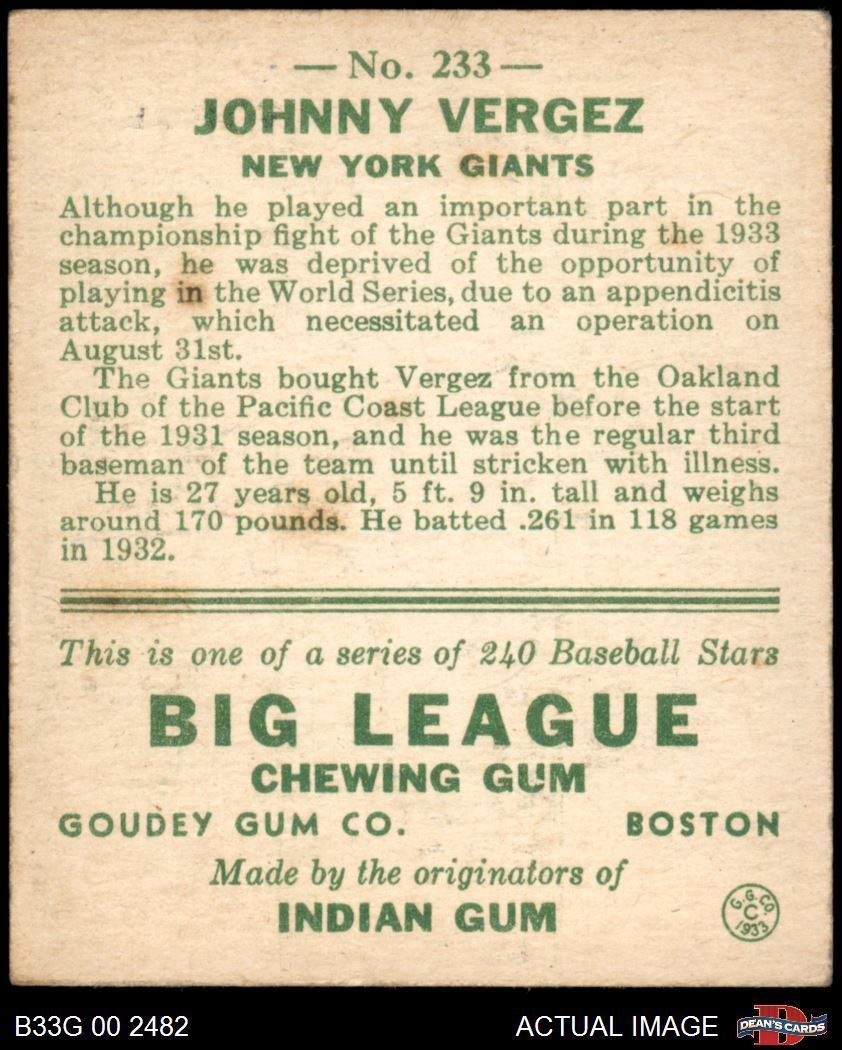 — No. 233 —
JOHNNY VERGEZ
NEW YORK GIANTS
Although he played an important part in the
championship fight of the Giants during the 1933
season, he was deprived of the opportunity of
playing in the World Series, due to an appendicitis
attack, which necessitated an operation on
August 31st.
The Giants bought Vergez from the Oakland
Club of the Pacific Coast League before the start
of the 1931 season, and he was the regular third
baseman of the team until stricken with illness.
He is 27 years old, 5 ft. 9 in. tall and weighs
around 170 pounds. He batted .261 in 118 games
in 1932.
This is one of a series of 240 Baseball Stars
BIG LEAGUE
CHEWING GUM
GOUDEY GUM CO. BOSTON
Made by the originators of
INDIAN GUM
G.G.CO.
C
1933
B33G 00 2482
ACTUAL IMAGE
D
DEAN'S CARDS